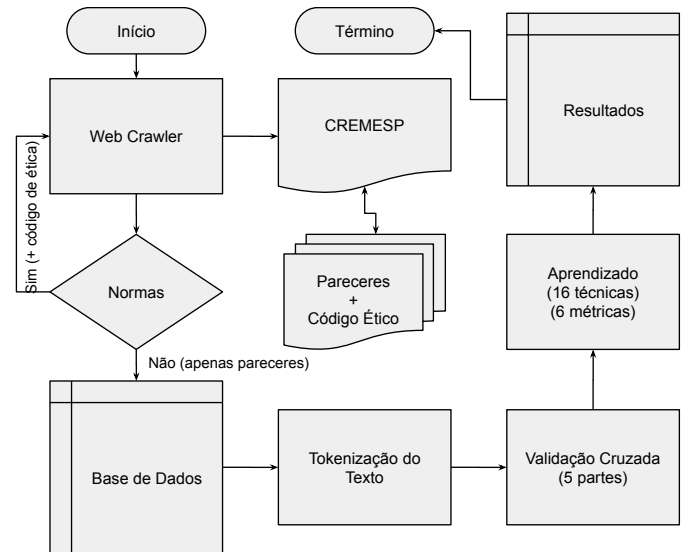 Início
Término
Web Crawler
CREMESP
Resultados
Sim (+ código de ética)
Normas
Pareceres
+
Código Ético
Aprendizado
(16 técnicas)
(6 métricas)
Não (apenas pareceres)
Base de Dados
Tokenização do
Texto
Validação Cruzada
(5 partes)